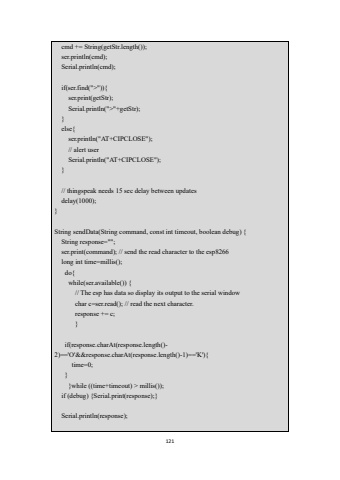 cmd += String(getStr.length());
ser.println(cmd);
Serial.println(cmd);
if(ser.find(">")){
ser.print(getStr);
Serial.println(">"+getStr);
}
else{
ser.println("AT+CIPCLOSE");
// alert user
Serial.println("AT+CIPCLOSE");
}
// thingspeak needs 15 sec delay between updates
delay(1000);
}
String sendData(String command, const int timeout, boolean debug) {
String response="";
ser.print(command); // send the read character to the esp8266
long int time=millis();
do{
while(ser.available()) {
// The esp has data so display its output to the serial window
char c=ser.read(); // read the next character.
response += c;
}
if(response.charAt(response.length()-
2)=='O'&&response.charAt(response.length()-1)=='K'){
time=0;
}
}while ((time+timeout) > millis());
if (debug) {Serial.print(response);}
Serial.println(response);
121